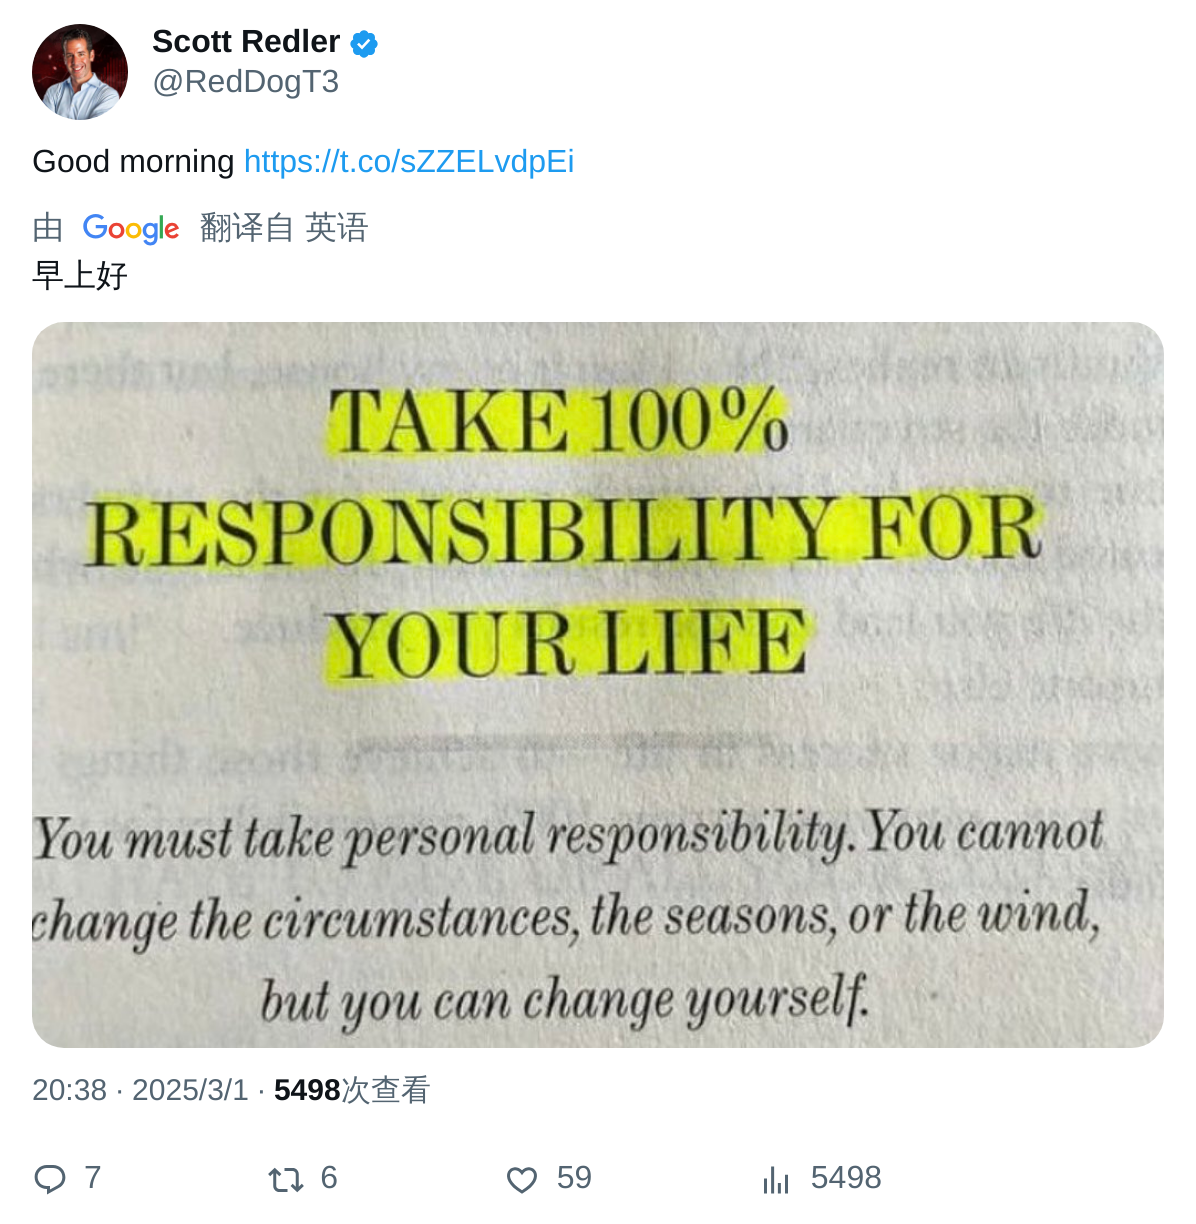 Scott Redler
@RedDogT3
Good morning https://t.co/sZZELvdpEi
由 Google 翻译自 英语
早上好
TAKE 100%
RESPONSIBILITY FOR
YOUR LIFE
You must take personal responsibility. You cannot
change the circumstances, the seasons, or the wind,
but you can change yourself.
20:38 · 2025/3/1 · 5498次查看
7 6 59 5498